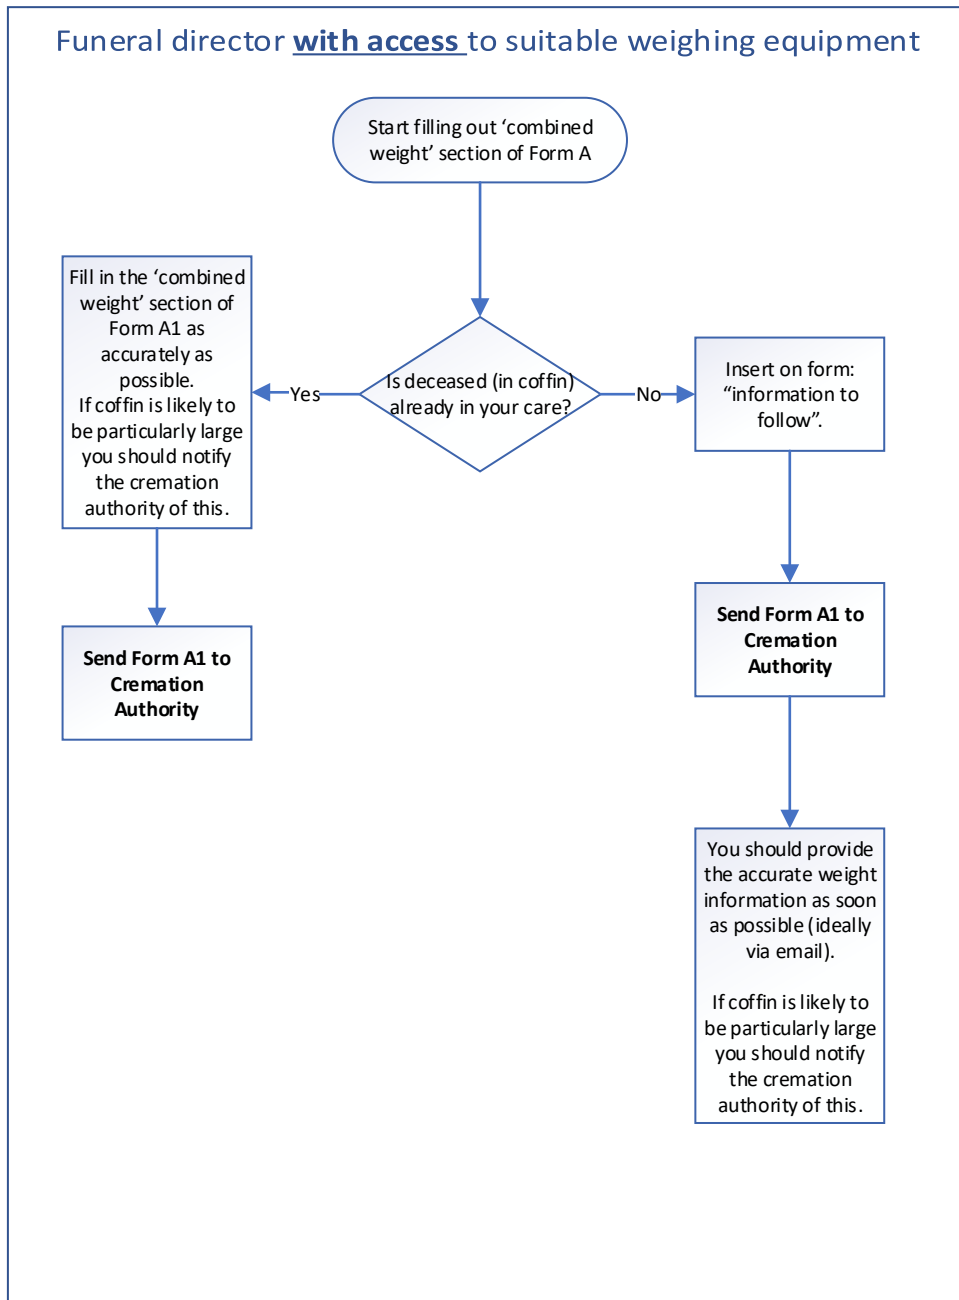 Funeral director with access to suitable weighing equipment
Start filling out ‘combined
weight’ section of Form A
Is deceased (in coffin)
already in your care?
Yes
Fill in the ‘combined
weight’ section of
Form A1 as
accurately as
possible.
If coffin is likely to
be particularly large
you should notify
the cremation
authority of this.
Send Form A1 to
Cremation
Authority
No
Insert on form:
“information to
follow”.
Send Form A1 to
Cremation
Authority
You should provide
the accurate weight
information as soon
as possible (ideally
via email).
If coffin is likely to
be particularly large
you should notify
the cremation
authority of this.